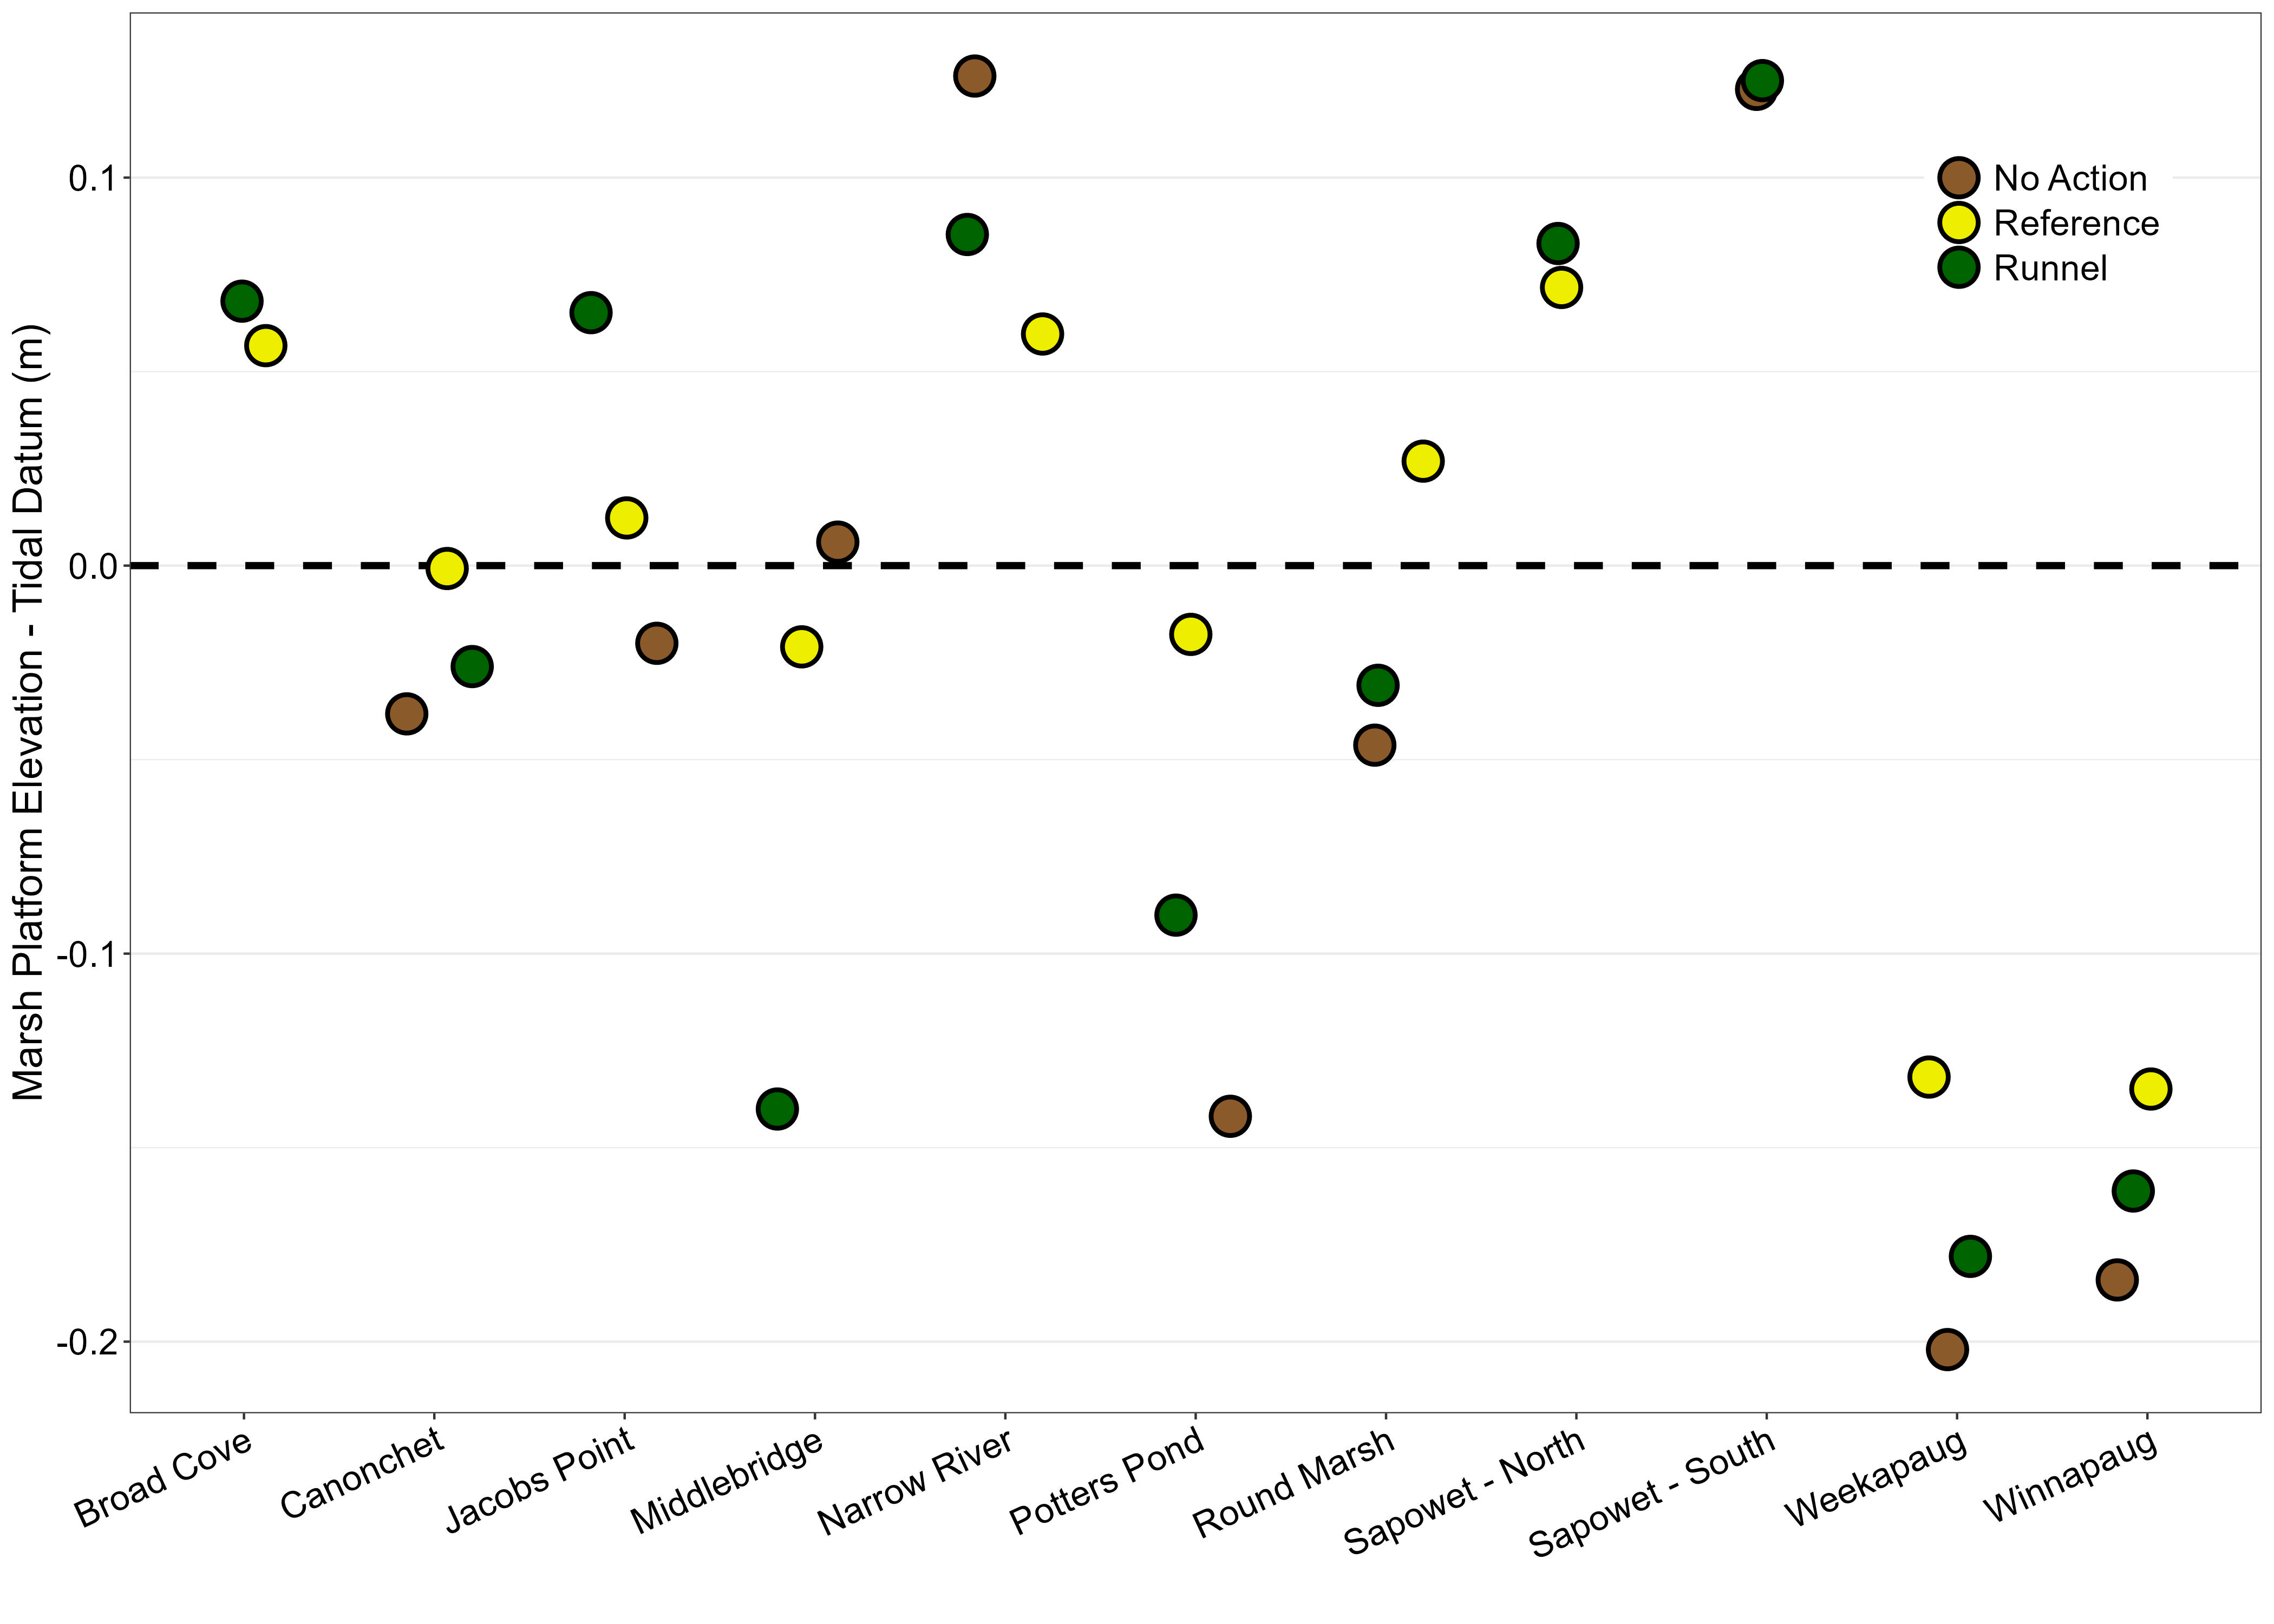 Marsh Platform Elevation - Tidal Datum (m)
0.1
0.0
-0.1
-0.2
No Action
Reference
Runnel
Broad Cove
Canonchet
Jacobs Point
Middlebridge
Narrow River
Potters Pond
Round Marsh
Sapowet - North
Sapowet - South
Weekapaug
Winnapaug